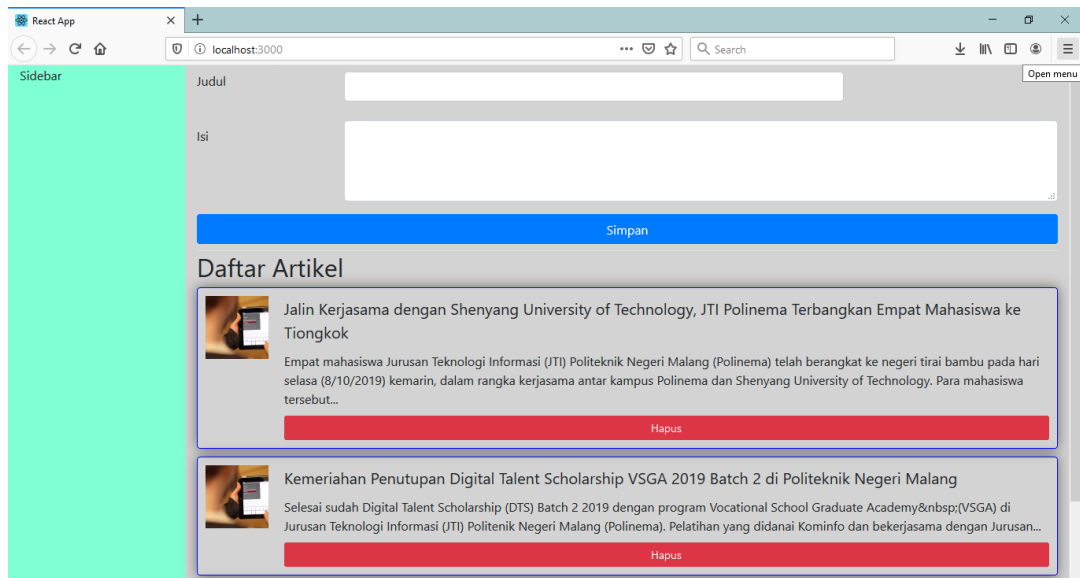 React App
localhost:3000
Search
Open menu
Sidebar
Judul
Isi
Simpan
Daftar Artikel
Jalin Kerjasama dengan Shenyang University of Technology, JTI Polinema Terbangkan Empat Mahasiswa ke
Tiongkok
Empat mahasiswa Jurusan Teknologi Informasi (JTI) Politeknik Negeri Malang (Polinema) telah berangkat ke negeri tirai bambu pada hari
selasa (8/10/2019) kemarin, dalam rangka kerjasama antar kampus Polinema dan Shenyang University of Technology. Para mahasiswa
tersebut...
Hapus
Kemeriahan Penutupan Digital Talent Scholarship VSGA 2019 Batch 2 di Politeknik Negeri Malang
Selesai sudah Digital Talent Scholarship (DTS) Batch 2 2019 dengan program Vocational School Graduate Academy&nbsp;(VSGA) di
Jurusan Teknologi Informasi (JTI) Politenik Negeri Malang (Polinema). Pelatihan yang didanai Kominfo dan bekerjasama dengan Jurusan...
Hapus